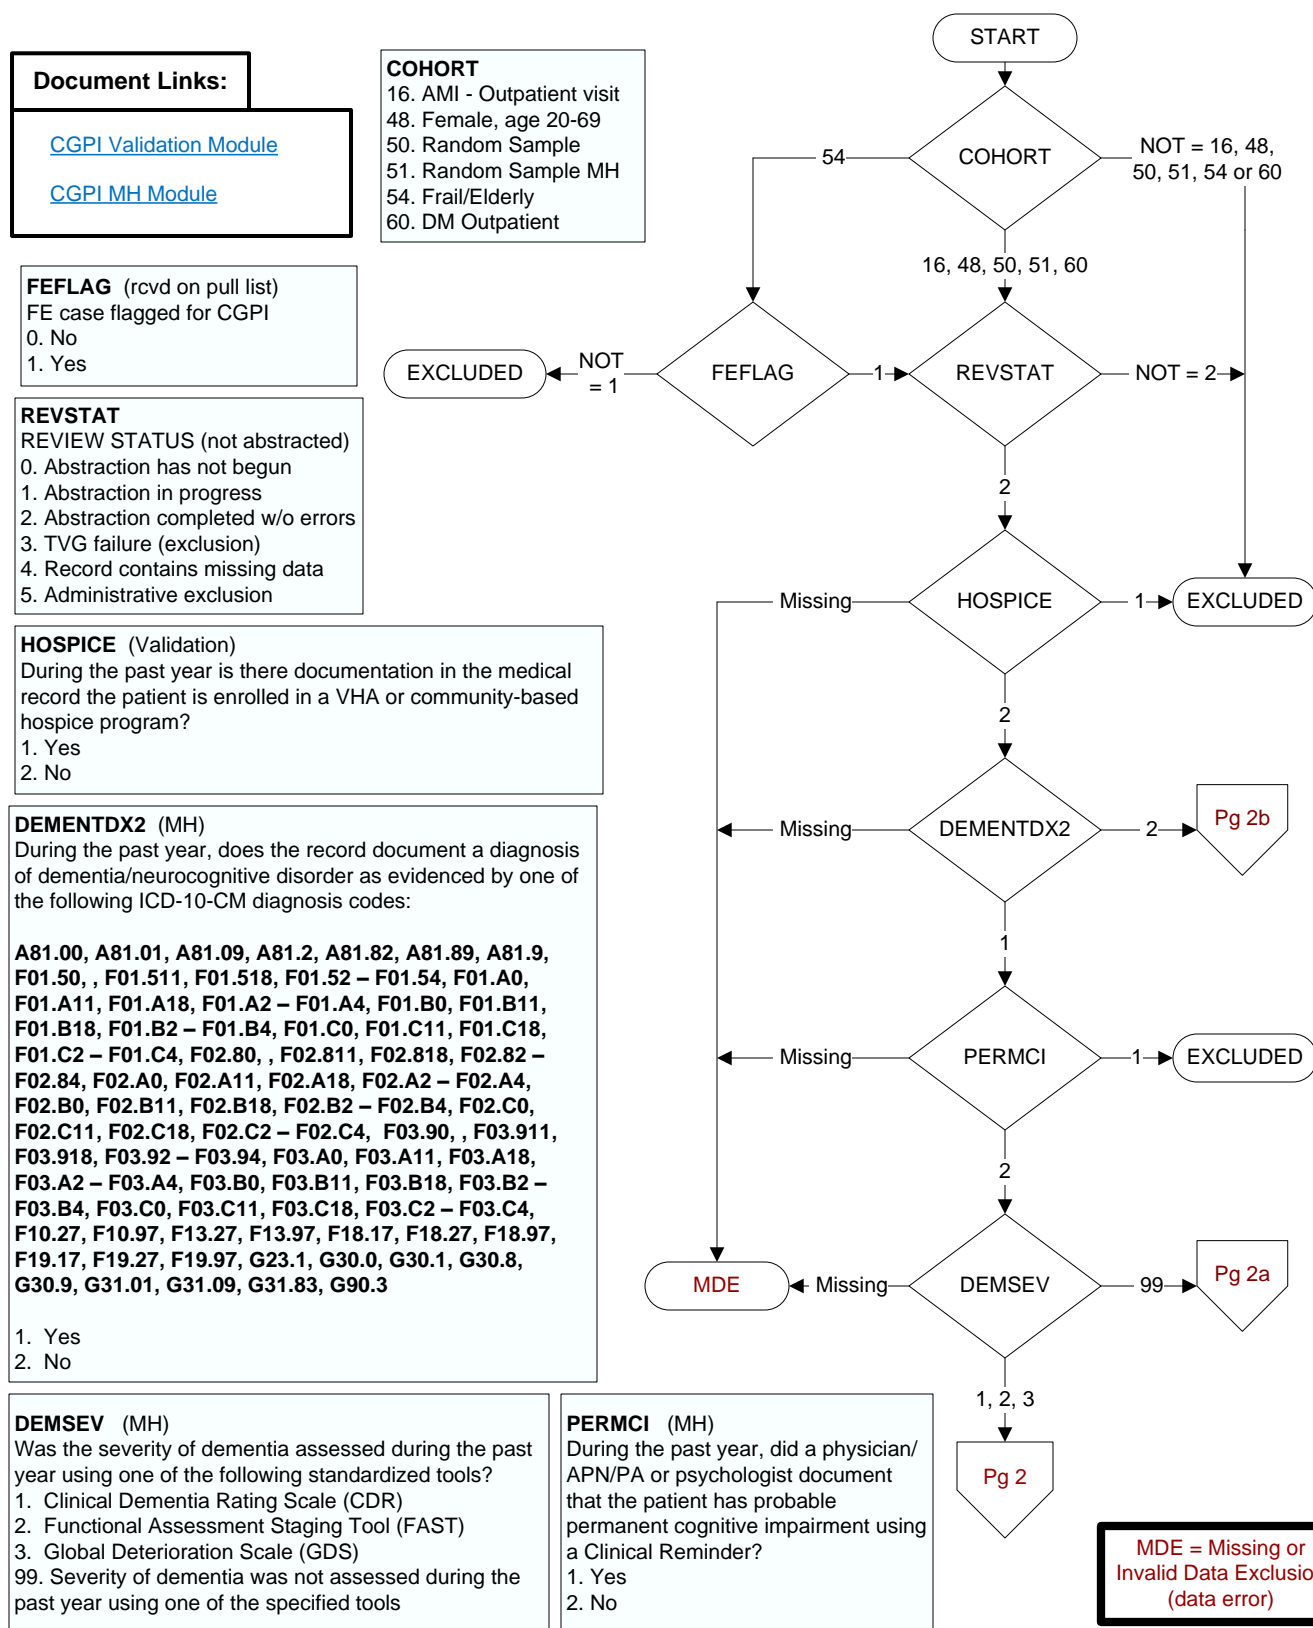 Document Links:
CGPI Validation Module
CGPI MH Module
COHORT
16. AMI - Outpatient visit
48. Female, age 20-69
50. Random Sample
51. Random Sample MH
54. Frail/Elderly
60. DM Outpatient
FEFLAG (rcvd on pull list)
FE case flagged for CGPI
0. No
1. Yes
REVSTAT
REVIEW STATUS (not abstracted)
0. Abstraction has not begun
1. Abstraction in progress
2. Abstraction completed w/o errors
3. TVG failure (exclusion)
4. Record contains missing data
5. Administrative exclusion
HOSPICE (Validation)
During the past year is there documentation in the medical
record the patient is enrolled in a VHA or community-based
hospice program?
1. Yes
2. No
DEMENTDX2 (MH)
During the past year, does the record document a diagnosis
of dementia/neurocognitive disorder as evidenced by one of
the following ICD-10-CM diagnosis codes:
A81.00, A81.01, A81.09, A81.2, A81.82, A81.89, A81.9,
F01.50, , F01.511, F01.518, F01.52 – F01.54, F01.A0,
F01.A11, F01.A18, F01.A2 – F01.A4, F01.B0, F01.B11,
F01.B18, F01.B2 – F01.B4, F01.C0, F01.C11, F01.C18,
F01.C2 – F01.C4, F02.80, , F02.811, F02.818, F02.82 –
F02.84, F02.A0, F02.A11, F02.A18, F02.A2 – F02.A4,
F02.B0, F02.B11, F02.B18, F02.B2 – F02.B4, F02.C0,
F02.C11, F02.C18, F02.C2 – F02.C4, F03.90, , F03.911,
F03.918, F03.92 – F03.94, F03.A0, F03.A11, F03.A18,
F03.A2 – F03.A4, F03.B0, F03.B11, F03.B18, F03.B2 –
F03.B4, F03.C0, F03.C11, F03.C18, F03.C2 – F03.C4,
F10.27, F10.97, F13.27, F13.97, F18.17, F18.27, F18.97,
F19.17, F19.27, F19.97, G23.1, G30.0, G30.1, G30.8,
G30.9, G31.01, G31.09, G31.83, G90.3
1. Yes
2. No
DEMSEV (MH)
Was the severity of dementia assessed during the past
year using one of the following standardized tools?
1. Clinical Dementia Rating Scale (CDR)
2. Functional Assessment Staging Tool (FAST)
3. Global Deterioration Scale (GDS)
99. Severity of dementia was not assessed during the
past year using one of the specified tools
PERMCI (MH)
During the past year, did a physician/
APN/PA or psychologist document
that the patient has probable
permanent cognitive impairment using
a Clinical Reminder?
1. Yes
2. No
START
COHORT
54
NOT = 16, 48,
50, 51, 54 or 60
16, 48, 50, 51, 60
EXCLUDED
NOT
= 1
FEFLAG
1
REVSTAT
NOT = 2
2
Missing
HOSPICE
1
EXCLUDED
2
Missing
DEMENTDX2
2
Pg 2b
1
Missing
PERMCI
1
EXCLUDED
2
MDE
Missing
DEMSEV
99
Pg 2a
1, 2, 3
Pg 2
MDE = Missing or
Invalid Data Exclusio
(data error)